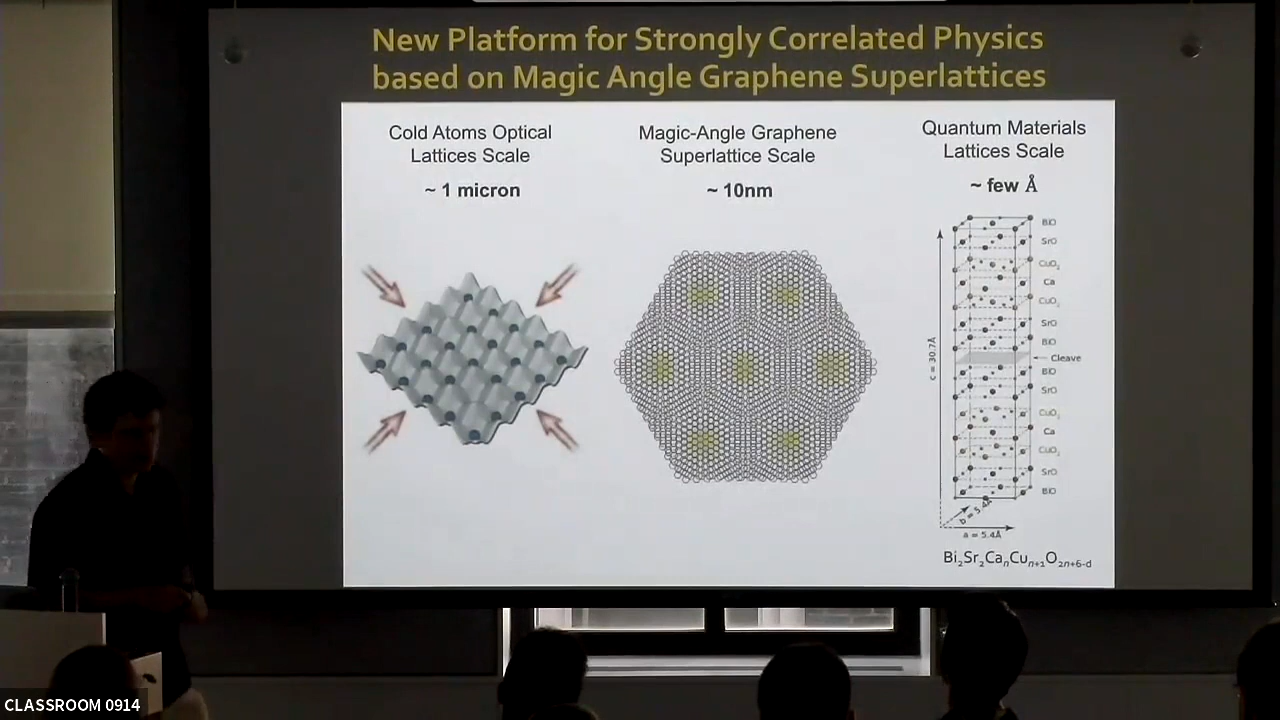 New Platform for Strongly Correlated Physics
based on Magic Angle Graphene Superlattices
Cold Atoms Optical
Lattices Scale
~ 1 micron
Magic-Angle Graphene
Superlattice Scale
~ 10nm
Quantum Materials
Lattices Scale
~ few Å
BiO
SrO
CuO₂
Ca
CuO₂
SrO
BiO
Cleave
BiO
SrO
CuO₂
Ca
CuO₂
SrO
BiO
c = 30.7Å
b = 5.4Å
a = 5.4Å
Bi₂Sr₂CaₙCuₙ₊₁O₂ₙ₊₆₋d
CLASSROOM 0914